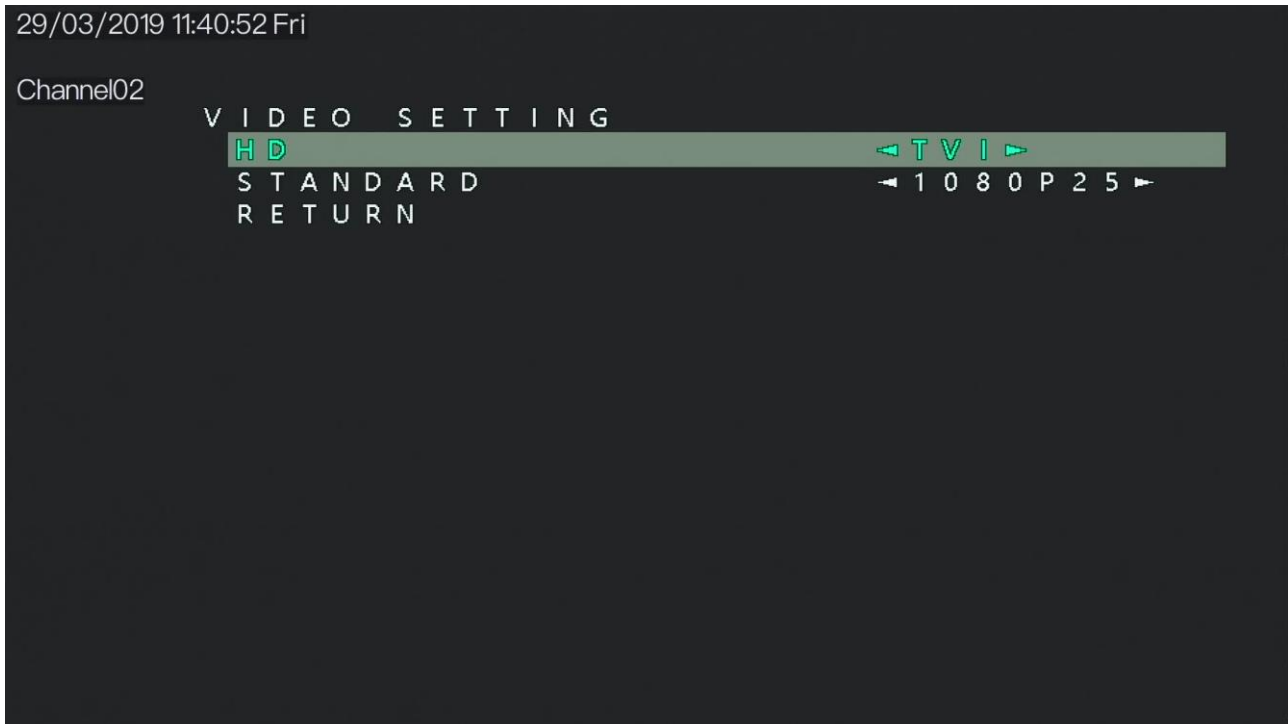 29/03/2019 11:40:52 Fri
Channel02
VIDEO SETTING
HD ◄TVI►
STANDARD ◄1080P25►
RETURN